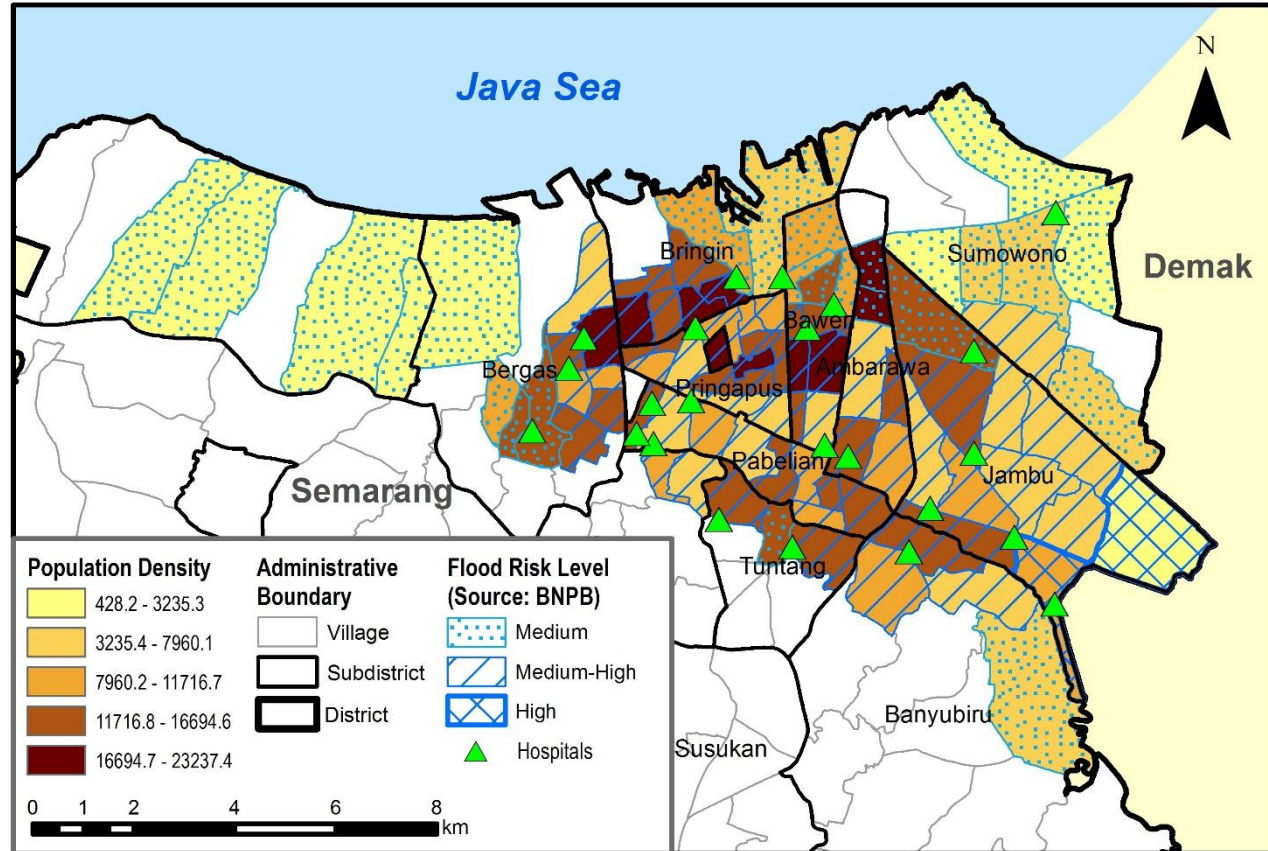 Java Sea
N
Bringin
Sumowono
Demak
Bawen
Bergas
Ambarawa
Pringapus
Pabelian
Jambu
Semarang
Tuntang
Banyubiru
Susukan
Population Density
428.2 - 3235.3
3235.4 - 7960.1
7960.2 - 11716.7
11716.8 - 16694.6
16694.7 - 23237.4
Administrative
Boundary
Village
Subdistrict
District
Flood Risk Level
(Source: BNPB)
Medium
Medium-High
High
Hospitals
0 1 2 4 6 8
km